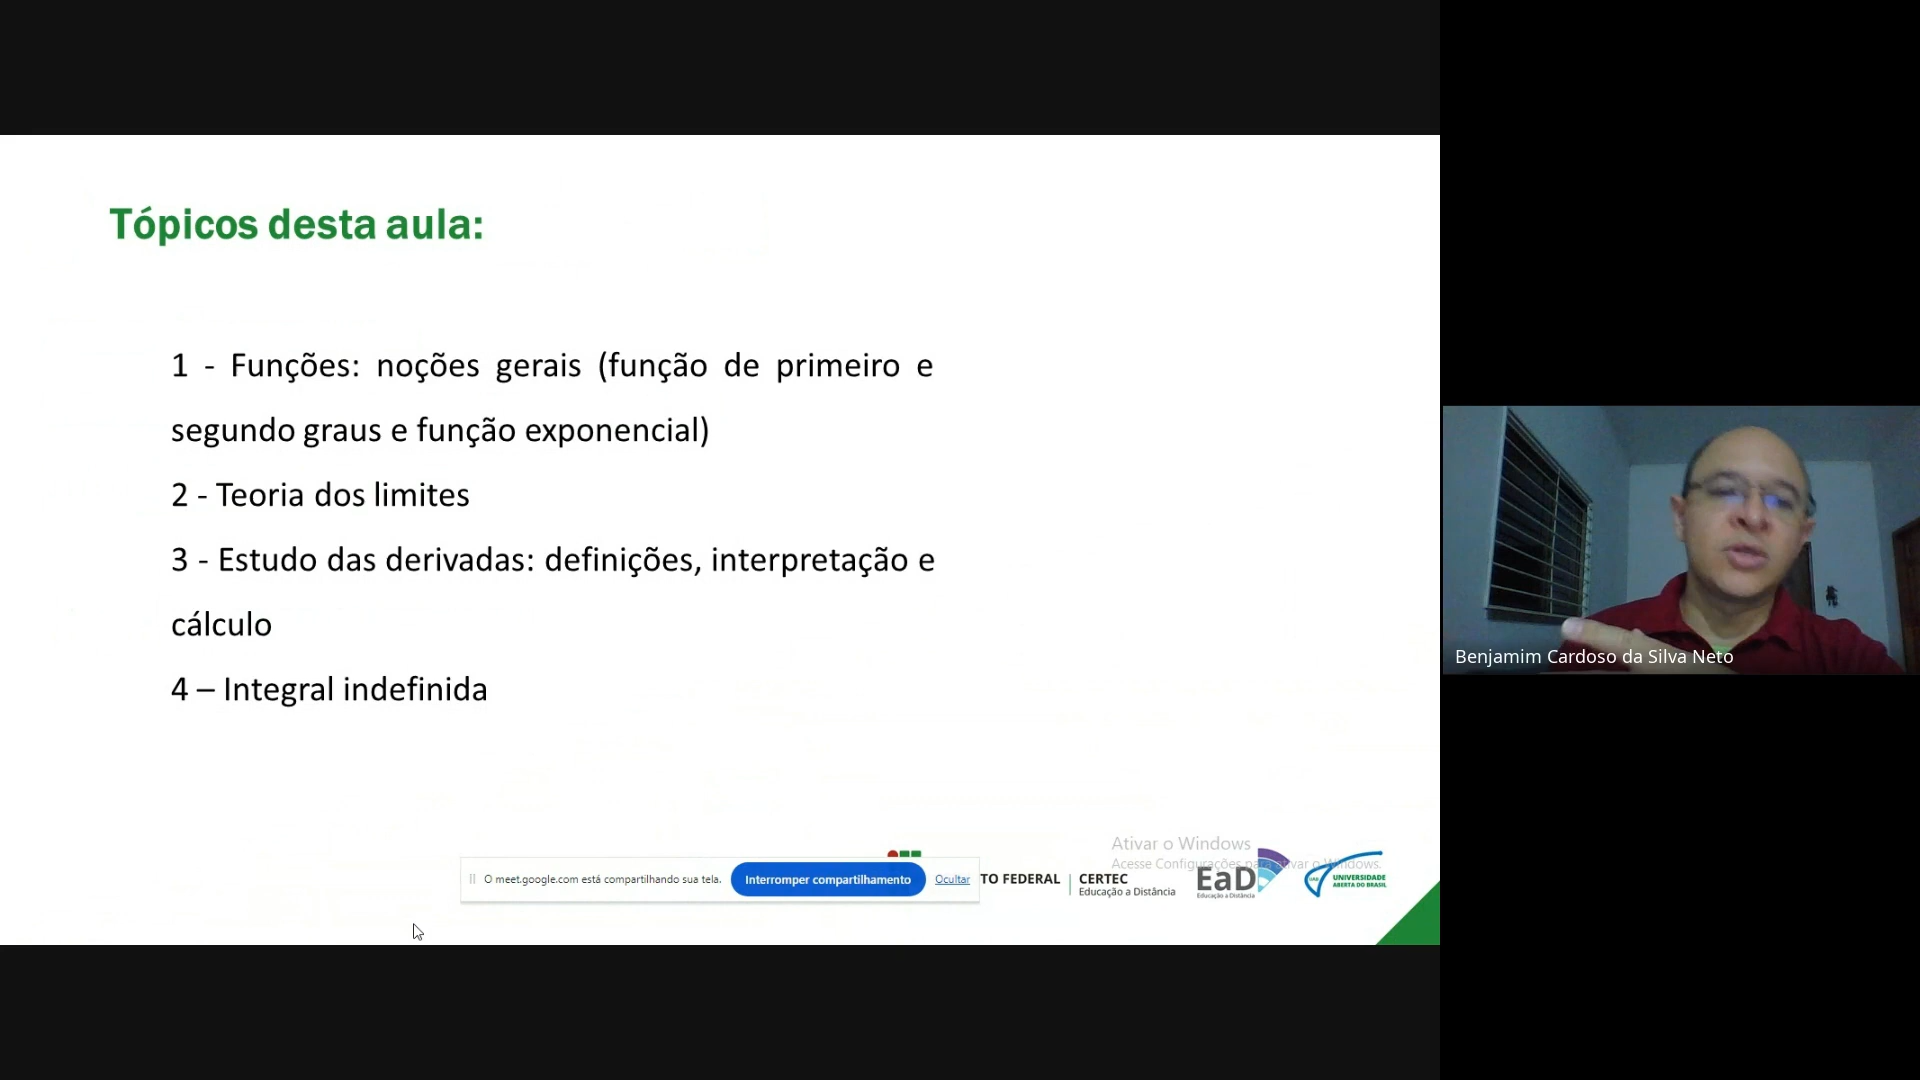 Tópicos desta aula:
1 - Funções: noções gerais (função de primeiro e
segundo graus e função exponencial)
2 - Teoria dos limites
3 - Estudo das derivadas: definições, interpretação e
cálculo
4 – Integral indefinida
Benjamim Cardoso da Silva Neto
Ativar o Windows
Acesse Configurações para ativar o Windows.
O meet.google.com está compartilhando sua tela.
Interromper compartilhamento
Ocultar
TO FEDERAL
CERTEC
Educação a Distância
EaD
Educação a Distância
UAB
UNIVERSIDADE
ABERTA DO BRASIL